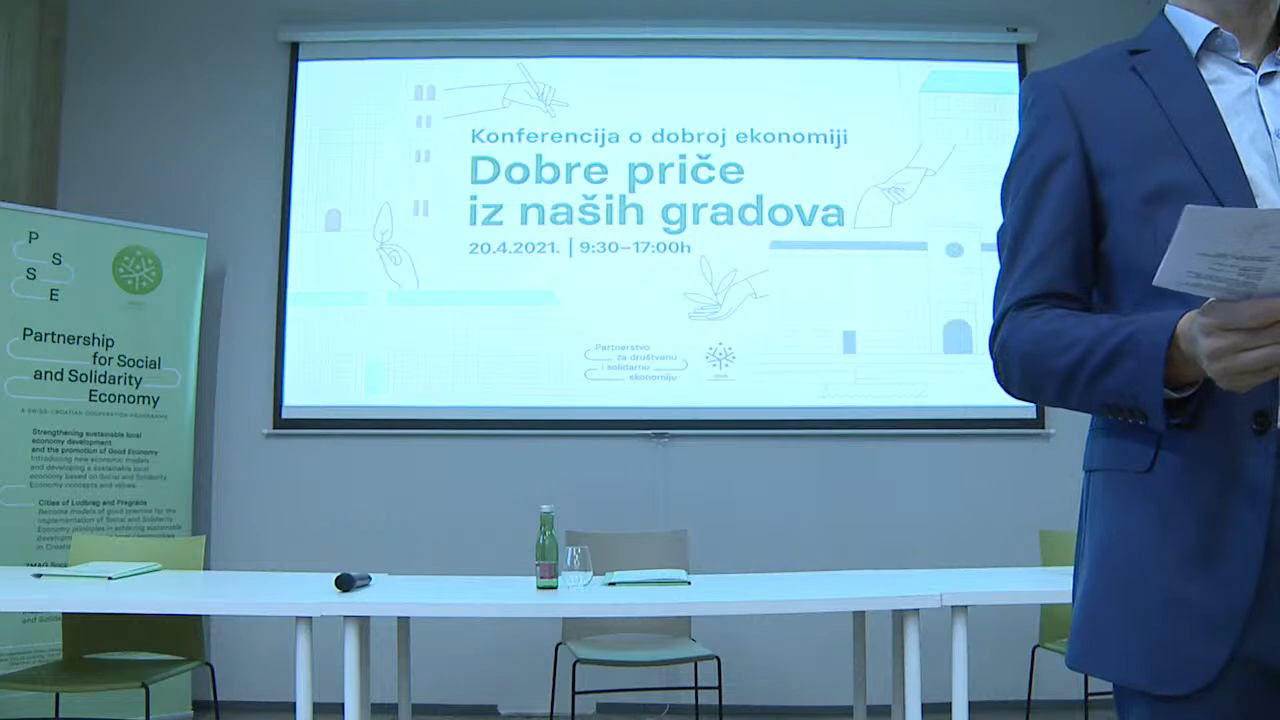 Konferencija o dobroj ekonomiji
Dobre priče
iz naših gradova
20.4.2021. | 9:30–17:00h
Partnerstvo
za društvenu
i solidarnu
ekonomiju
P
S
S
E
Partnership
for Social
and Solidarity
Economy
A SWISS-CROATIAN COOPERATION PROGRAMME
Strengthening sustainable local
economy development
and the promotion of Good Economy
Introducing new economic models
and developing a sustainable local
economy based on Social and Solidarity
Economy concepts and values.
Cities of Ludbreg and Pregrada
Become models of good practice for the
implementation of Social and Solidarity
Economy principles in achieving sustainable